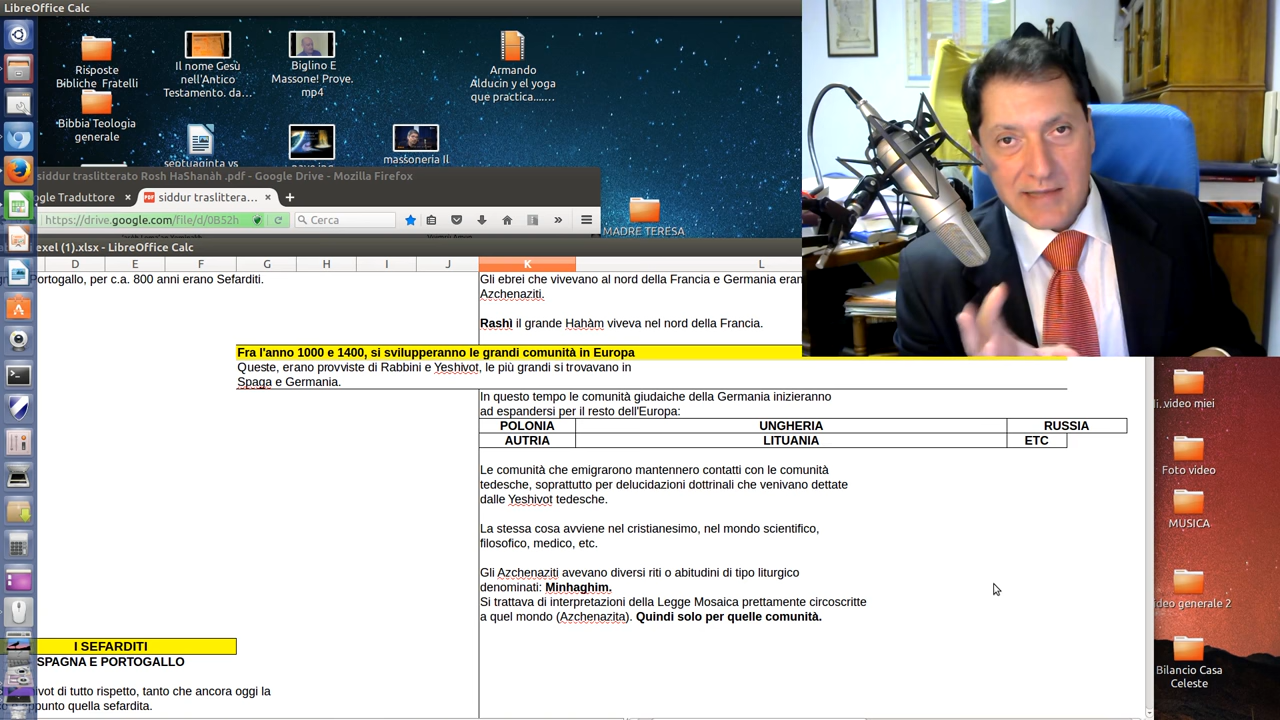 LibreOffice Calc
Risposte
Bibliche Fratelli
Il nome Gesù
nell'Antico
Testamento. da...
Biglino E
Massone! Prove.
mp4
Armando
Alducin y el yoga
que practica.....
Bibbia Teologia
generale
septuaginta vs
massoneria Il
siddur traslitterato Rosh HaShanàh .pdf - Google Drive - Mozilla Firefox
gle Traduttore × siddur traslittera... × +
https://drive.google.com/file/d/0B52h
Cerca
MADRE TERESA
exel (1).xlsx - LibreOffice Calc
D E F G H I J K L
Portogallo, per c.a. 800 anni erano Sefarditi.
Gli ebrei che vivevano al nord della Francia e Germania eran
Azchenaziti.
Rashì il grande Hahàm viveva nel nord della Francia.
Fra l'anno 1000 e 1400, si svilupperanno le grandi comunità in Europa
Queste, erano provviste di Rabbini e Yeshivot, le più grandi si trovavano in
Spaga e Germania.
In questo tempo le comunità giudaiche della Germania inizieranno
ad espandersi per il resto dell'Europa:
POLONIA UNGHERIA RUSSIA
AUTRIA LITUANIA ETC
Le comunità che emigrarono mantennero contatti con le comunità
tedesche, soprattutto per delucidazioni dottrinali che venivano dettate
dalle Yeshivot tedesche.
La stessa cosa avviene nel cristianesimo, nel mondo scientifico,
filosofico, medico, etc.
Gli Azchenaziti avevano diversi riti o abitudini di tipo liturgico
denominati: Minhaghim.
Si trattava di interpretazioni della Legge Mosaica prettamente circoscritte
a quel mondo (Azchenazita). Quindi solo per quelle comunità.
I SEFARDITI
SPAGNA E PORTOGALLO
hivot di tutto rispetto, tanto che ancora oggi la
appunto quella sefardita.
video miei
Foto video
MUSICA
ideo generale 2
Bilancio Casa
Celeste